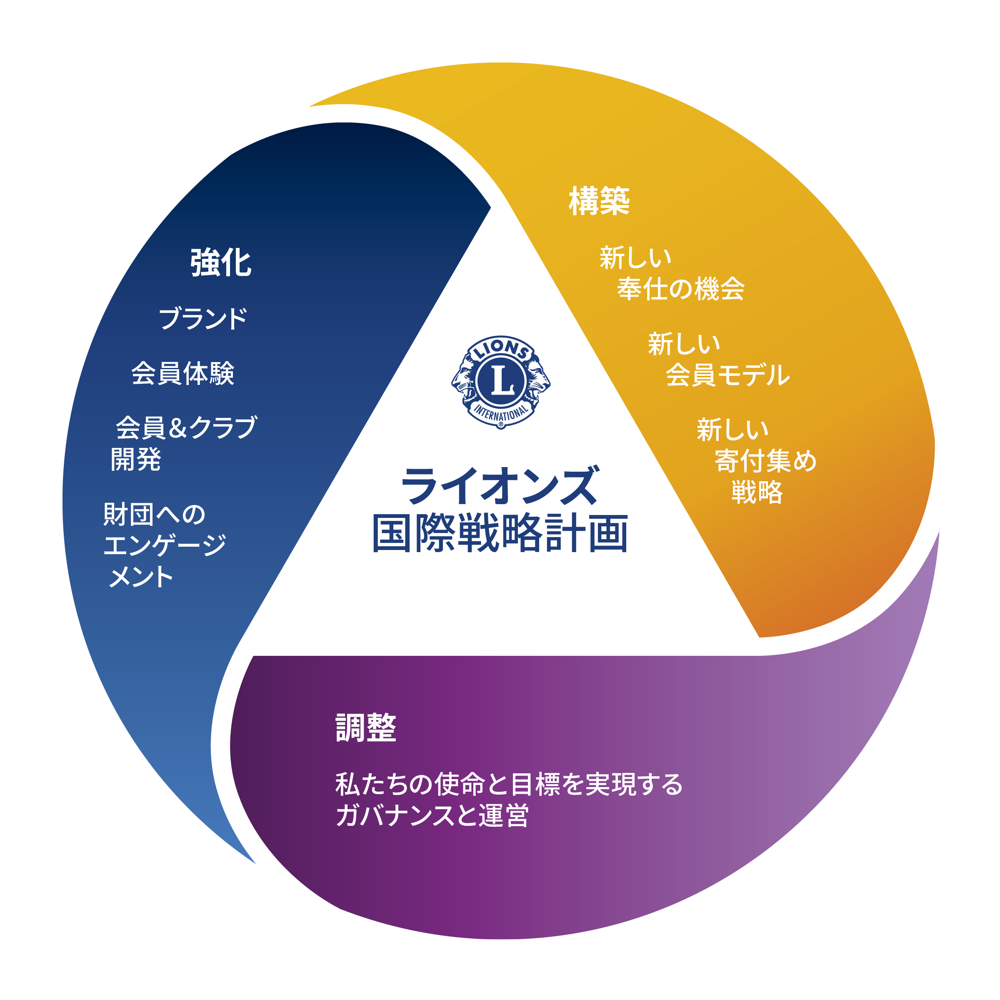 強化
ブランド
会員体験
会員&クラブ
開発
財団への
エンゲージ
メント
構築
新しい
奉仕の機会
新しい
会員モデル
新しい
寄付集め
戦略
LIONS
L
INTERNATIONAL
®
ライオンズ
国際戦略計画
調整
私たちの使命と目標を実現する
ガバナンスと運営